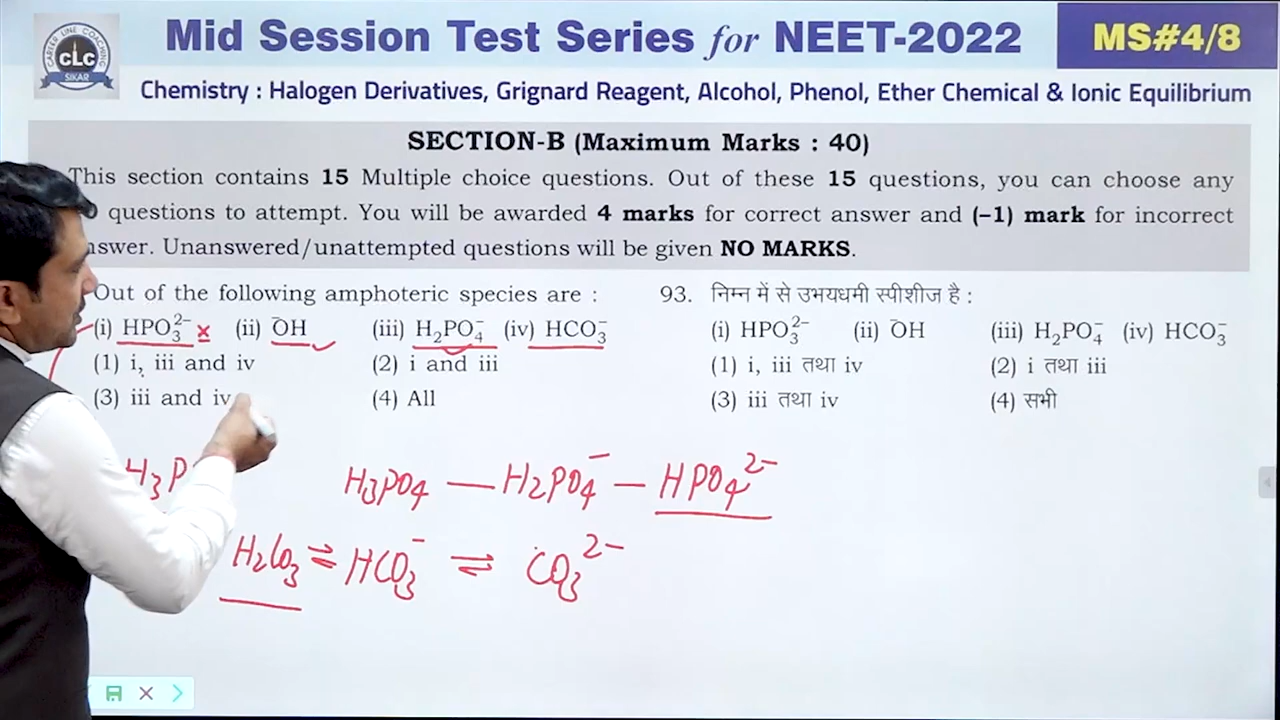 Mid Session Test Series for NEET-2022
MS#4/8
CAREER LINE COACHING
CLC
SIKAR
Chemistry : Halogen Derivatives, Grignard Reagent, Alcohol, Phenol, Ether Chemical & Ionic Equilibrium
SECTION-B (Maximum Marks : 40)
This section contains 15 Multiple choice questions. Out of these 15 questions, you can choose any
questions to attempt. You will be awarded 4 marks for correct answer and (–1) mark for incorrect
Unanswered/unattempted questions will be given NO MARKS.
Out of the following amphoteric species are :
(i) HPO₃²⁻ x (ii) ŌH (iii) H₂PO₄⁻ (iv) HCO₃⁻
(1) i, iii and iv (2) i and iii
(3) iii and iv (4) All
93. निम्न में से उभयधमी स्पीशीज है :
(i) HPO₃²⁻ (ii) ŌH (iii) H₂PO₄⁻ (iv) HCO₃⁻
(1) i, iii तथा iv (2) i तथा iii
(3) iii तथा iv (4) सभी
H₃PO₄ — H₂PO₄⁻ — HPO₄²⁻
H₂CO₃ ⇌ HCO₃⁻ ⇌ CO₃²⁻